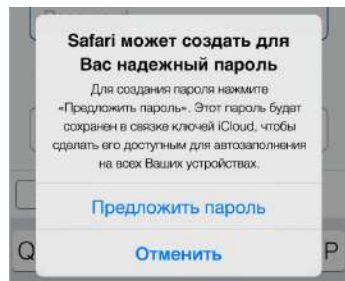 Safari может создать для
Вас надежный пароль
Для создания пароля нажмите
«Предложить пароль». Этот пароль будет
сохранен в связке ключей iCloud, чтобы
сделать его доступным для автозаполнения
на всех Ваших устройствах.
Предложить пароль
Отменить
Q
P